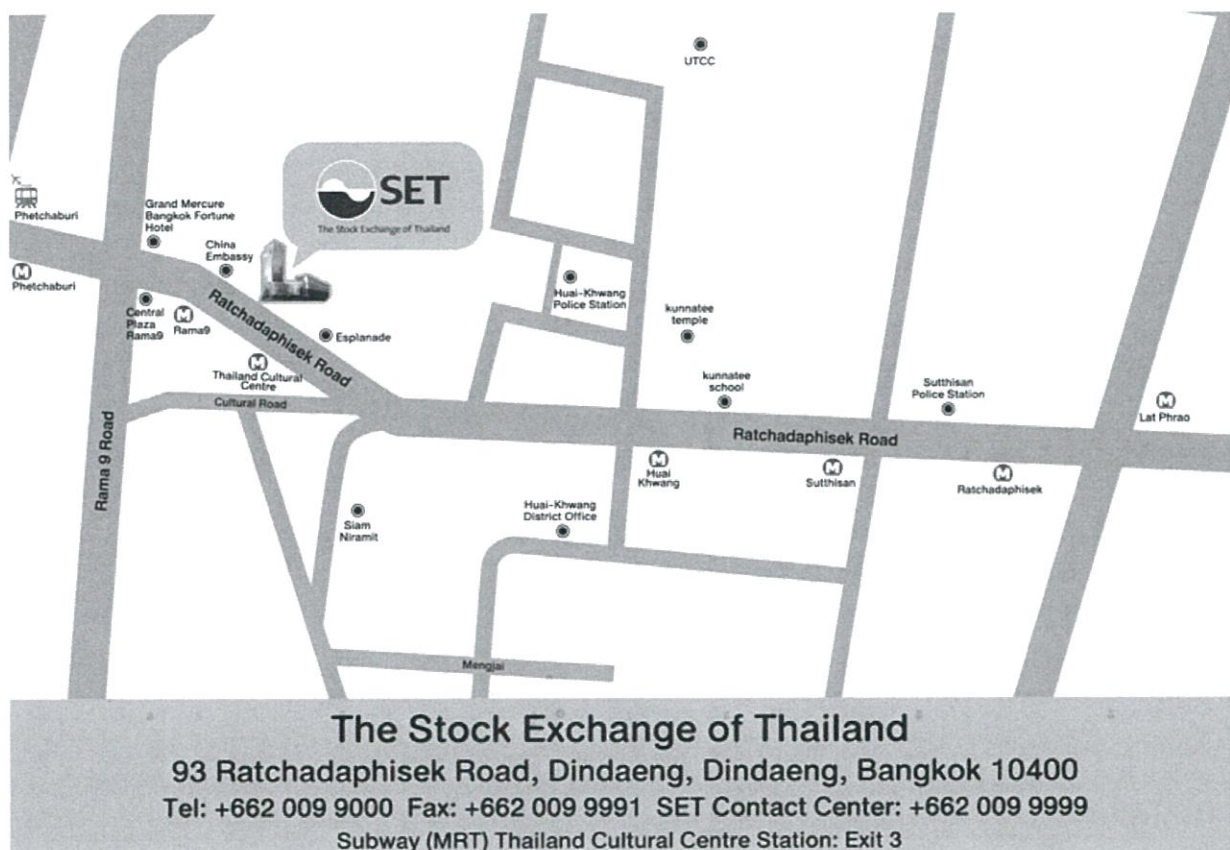 UTCC
SET
The Stock Exchange of Thailand
Phetchaburi
Grand Mercure
Bangkok Fortune
Hotel
China
Embassy
M
Phetchaburi
Central
Plaza
Rama9
M
Rama9
Ratchadaphisek Road
Esplanade
M
Thailand Cultural
Centre
Cultural Road
Rama 9 Road
Huai-Khwang
Police Station
kunnatee
temple
kunnatee
school
Sutthisan
Police Station
M
Lat Phrao
Ratchadaphisek Road
M
Huai
Khwang
M
Sutthisan
M
Ratchadaphisek
Siam
Niramit
Huai-Khwang
District Office
Mengjai
The Stock Exchange of Thailand
93 Ratchadaphisek Road, Dindaeng, Dindaeng, Bangkok 10400
Tel: +662 009 9000 Fax: +662 009 9991 SET Contact Center: +662 009 9999
Subway (MRT) Thailand Cultural Centre Station: Exit 3